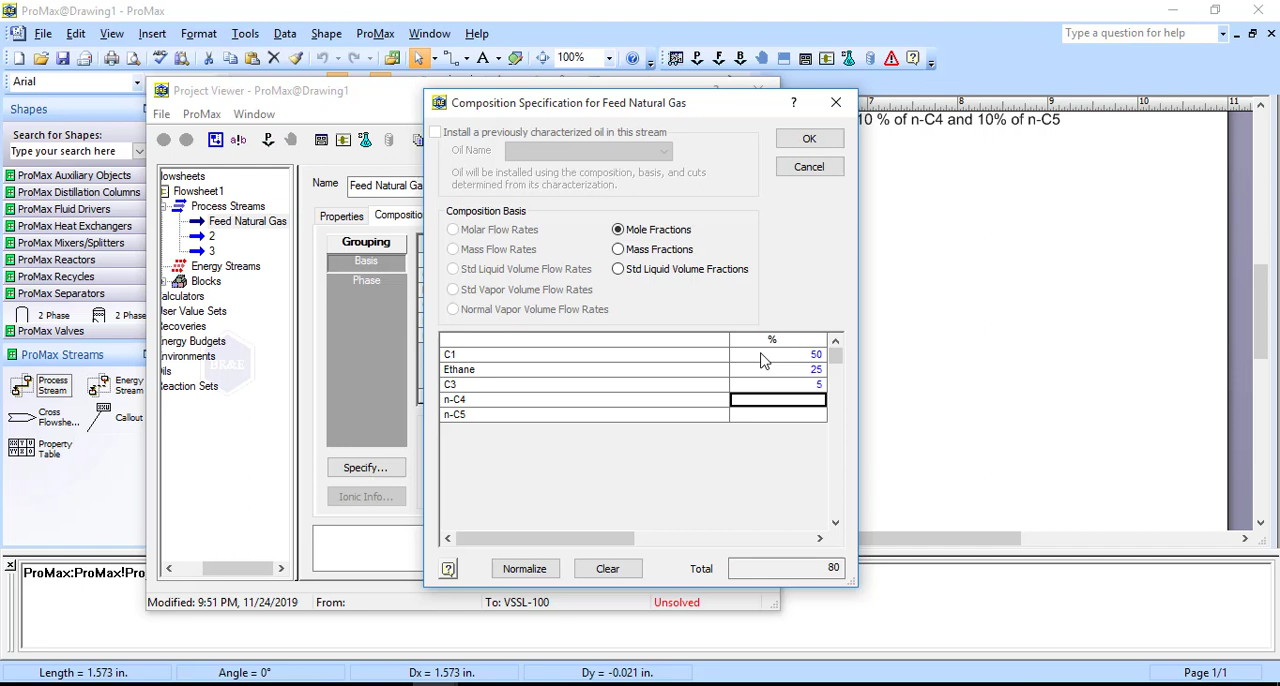 ProMax@Drawing1 - ProMax
File Edit View Insert Format Tools Data Shape ProMax Window Help
Type a question for help
100%
Arial
Shapes
Search for Shapes:
Type your search here
ProMax Auxiliary Objects
ProMax Distillation Columns
ProMax Fluid Drivers
ProMax Heat Exchangers
ProMax Mixers/Splitters
ProMax Reactors
ProMax Recycles
ProMax Separators
2 Phase 2 Phase
ProMax Valves
ProMax Streams
Process Stream
Energy Stream
Cross Flowshe...
Callout
Property Table
Project Viewer - ProMax@Drawing1
File ProMax Window
lowsheets
Flowsheet1
Process Streams
Feed Natural Gas
2
3
Energy Streams
Blocks
alculators
ser Value Sets
ecoveries
nergy Budgets
nvironments
ils
eaction Sets
BR&E
Name Feed Natural Ga
Properties Compositio
Grouping
Basis
Phase
Specify...
Ionic Info...
Modified: 9:51 PM, 11/24/2019 From: To: VSSL-100 Unsolved
Composition Specification for Feed Natural Gas
Install a previously characterized oil in this stream
Oil Name
Oil will be installed using the composition, basis, and cuts
determined from its characterization.
OK
Cancel
Composition Basis
Molar Flow Rates Mole Fractions
Mass Flow Rates Mass Fractions
Std Liquid Volume Flow Rates Std Liquid Volume Fractions
Std Vapor Volume Flow Rates
Normal Vapor Volume Flow Rates
%
C1 50
Ethane 25
C3 5
n-C4
n-C5
Normalize Clear Total 80
7 8 9 10 11
10 % of n-C4 and 10% of n-C5
ProMax:ProMax!Pro
Length = 1.573 in. Angle = 0° Dx = 1.573 in. Dy = -0.021 in. Page 1/1